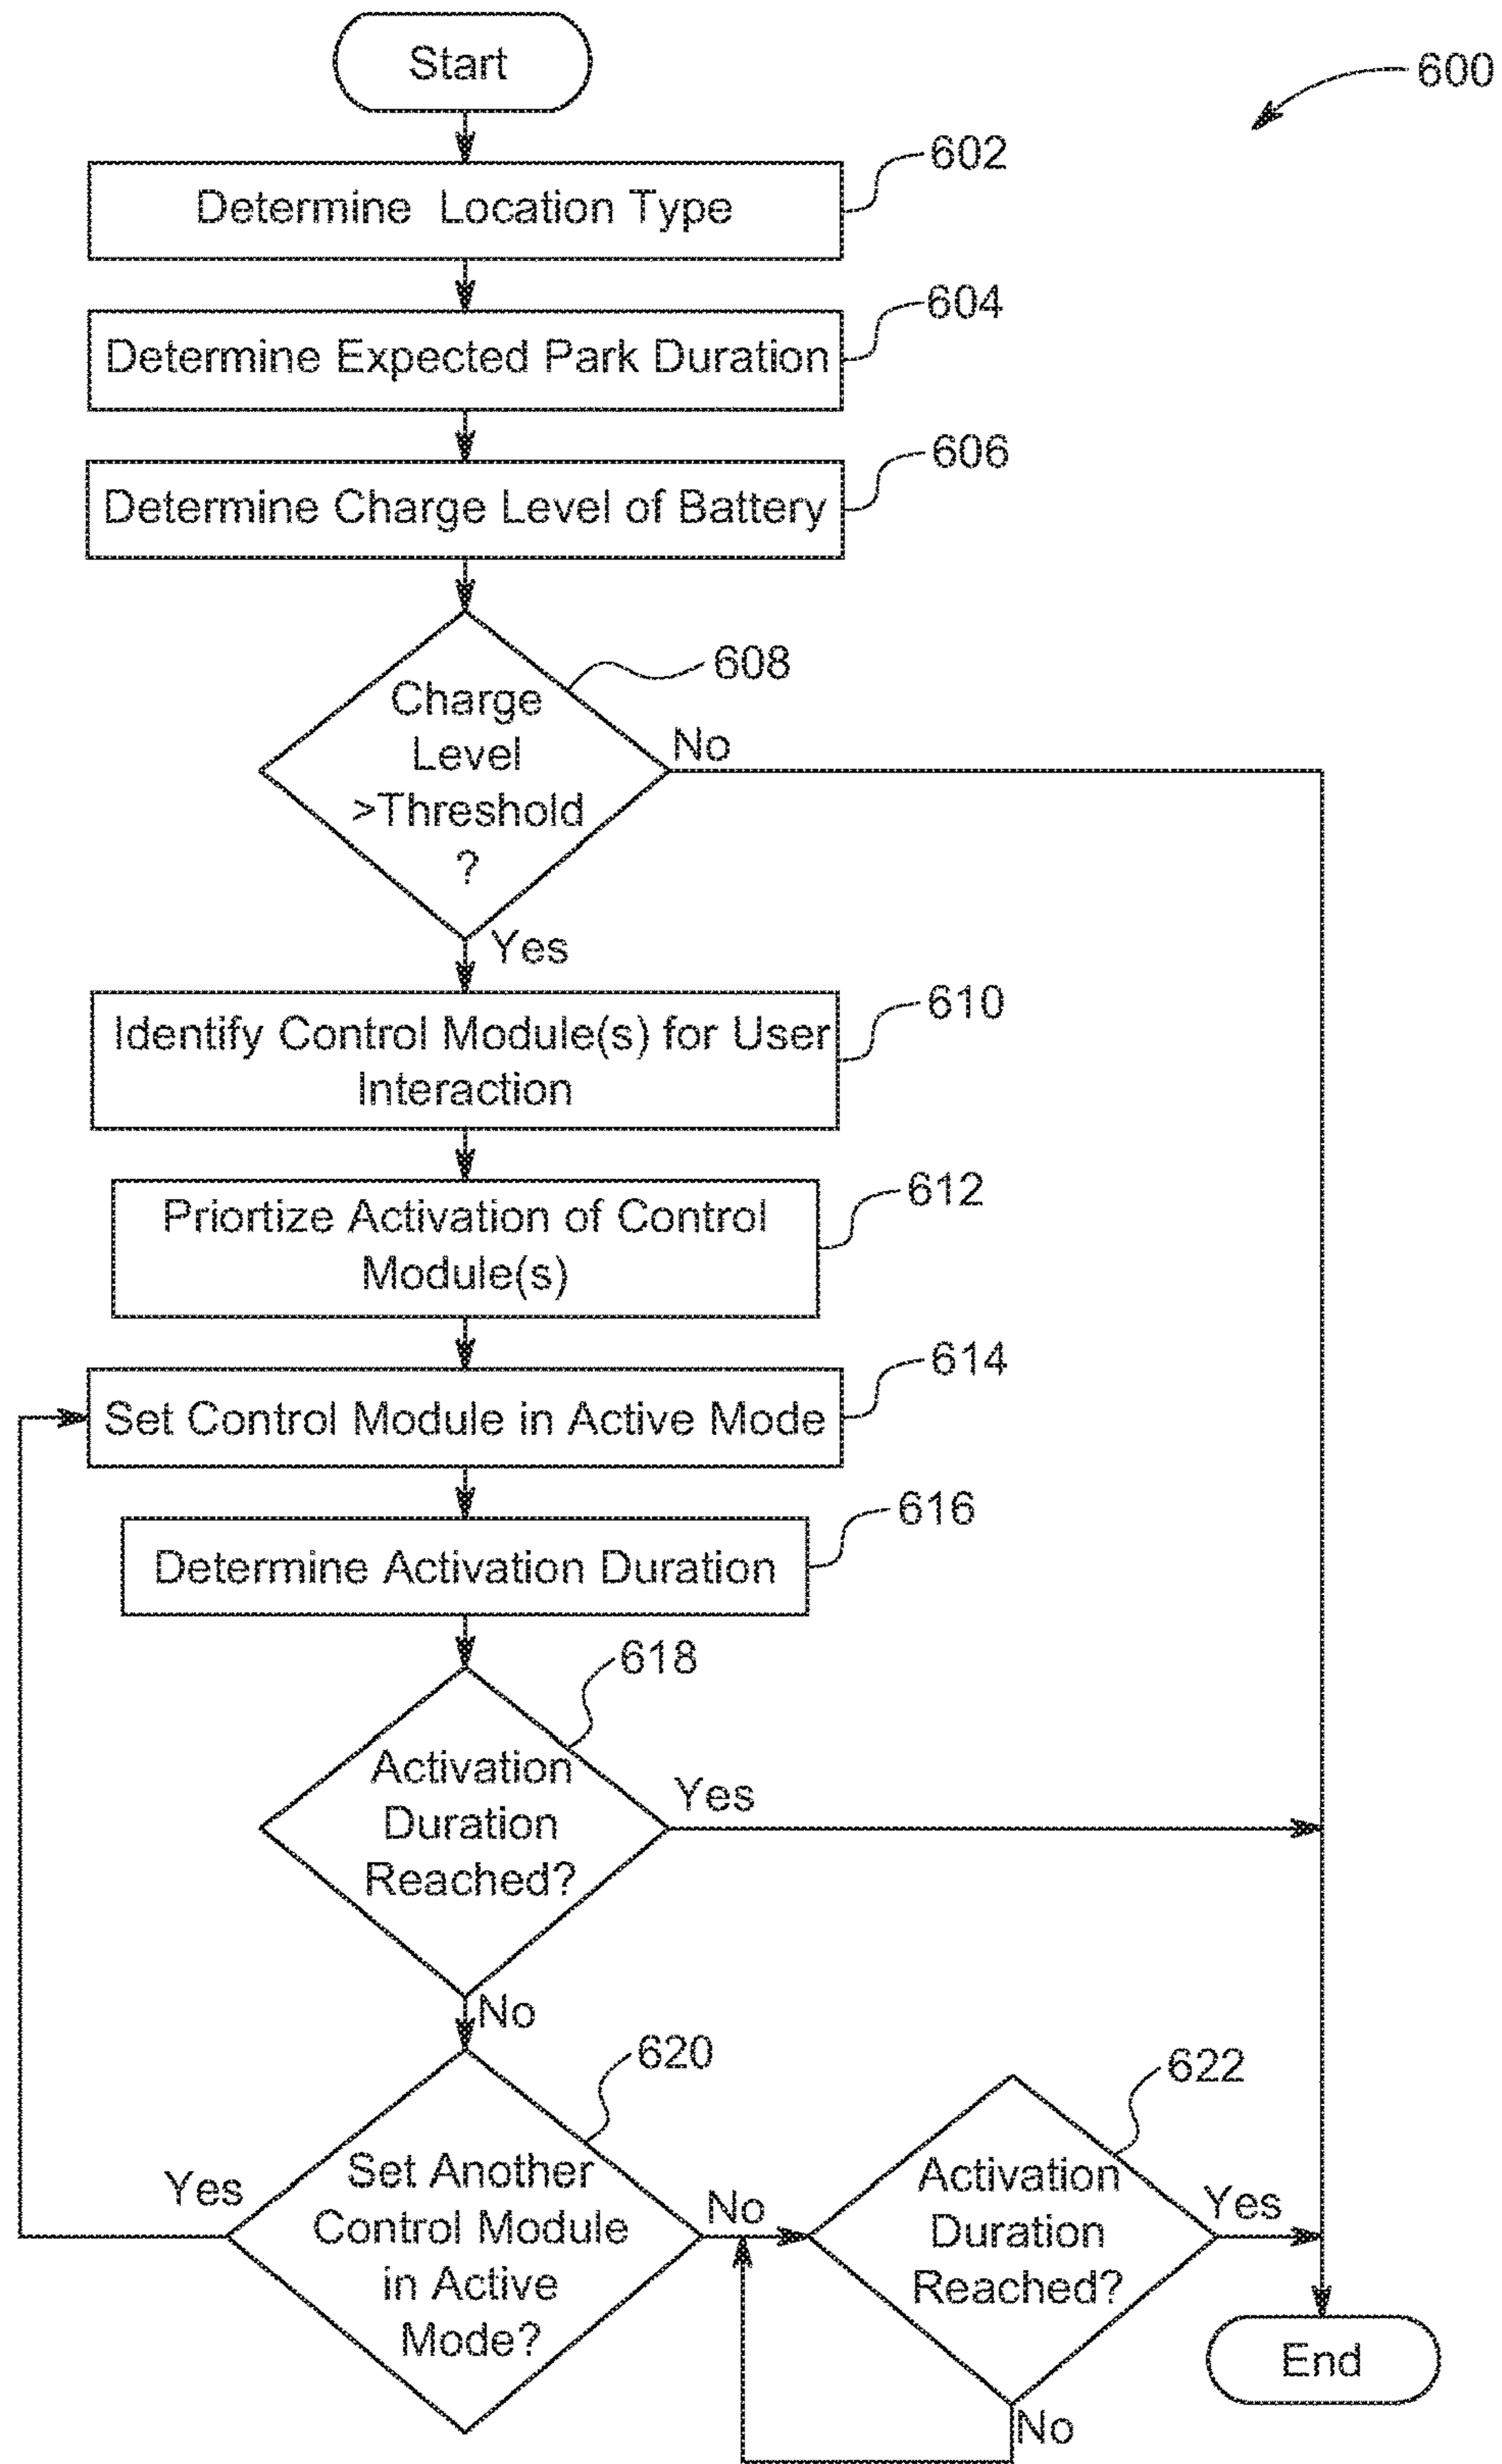 Start
600
602
Determine Location Type
604
Determine Expected Park Duration
606
Determine Charge Level of Battery
608
Charge
Level
>Threshold
?
No
Yes
610
Identify Control Module(s) for User
Interaction
612
Priortize Activation of Control
Module(s)
614
Set Control Module in Active Mode
616
Determine Activation Duration
618
Activation
Duration
Reached?
Yes
No
620
Set Another
Control Module
in Active
Mode?
Yes
No
622
Activation
Duration
Reached?
Yes
No
End